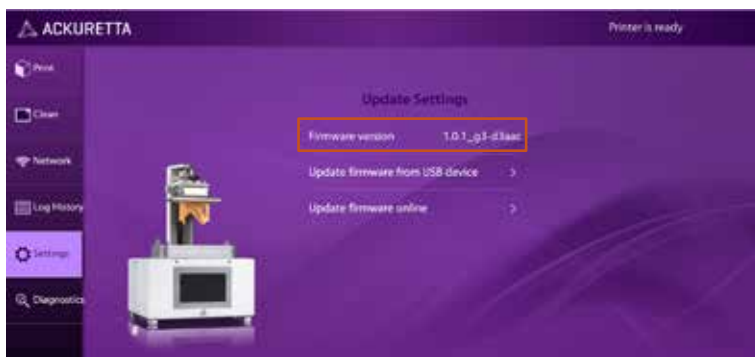 ACKURETTA
Printer is ready
Print
Clean
Network
Log History
Settings
Diagnostics
Update Settings
Firmware version 1.0.1_g3-d3aac
Update firmware from USB device >
Update firmware online >